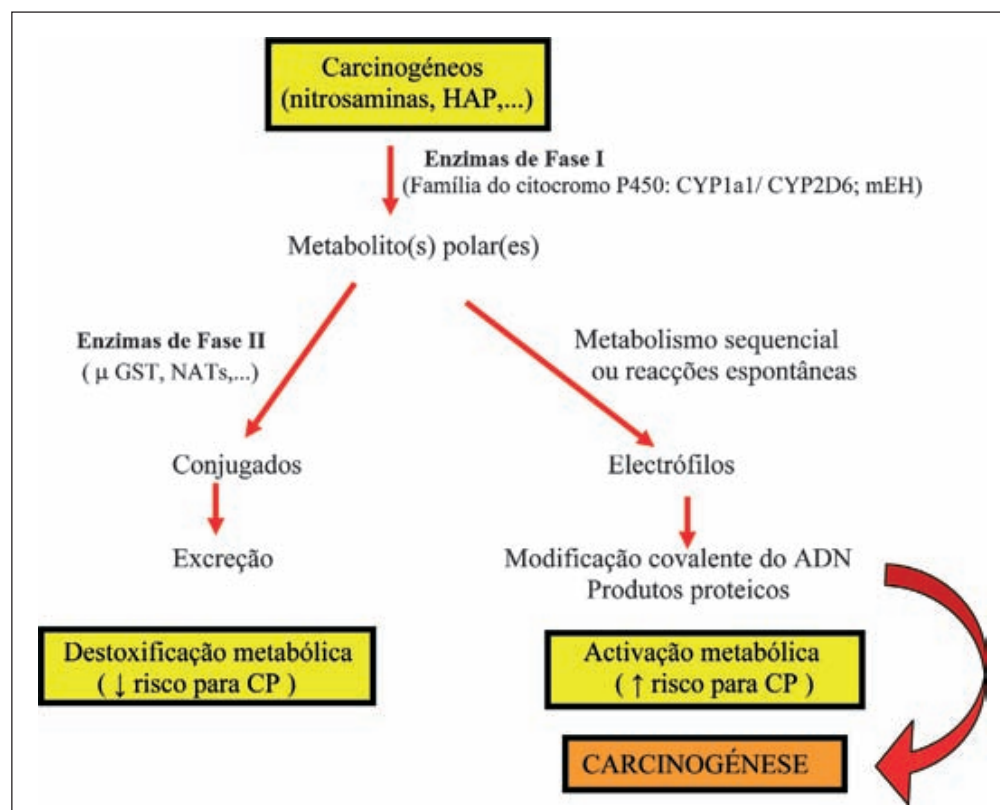 Carcinogéneos
(nitrosaminas, HAP,...)
Enzimas de Fase I
(Família do citocromo P450: CYP1a1/ CYP2D6; mEH)
Metabolito(s) polar(es)
Enzimas de Fase II
( μ GST, NATs,...)
Metabolismo sequencial
ou reacções espontâneas
Conjugados
Electrófilos
Excreção
Modificação covalente do ADN
Produtos proteicos
Destoxificação metabólica
( ↓ risco para CP )
Activação metabólica
( ↑ risco para CP )
CARCINOGÉNESE